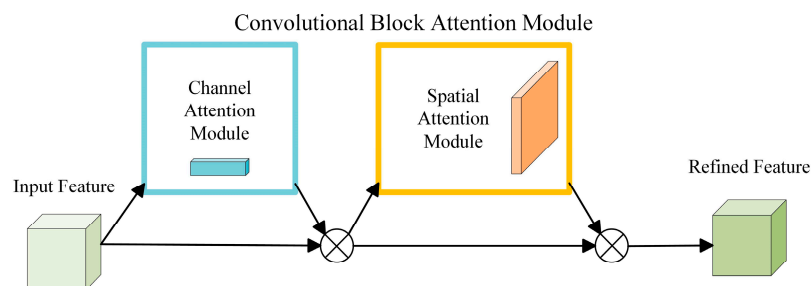 Convolutional Block Attention Module
Channel
Attention
Module
Spatial
Attention
Module
Input Feature
Refined Feature